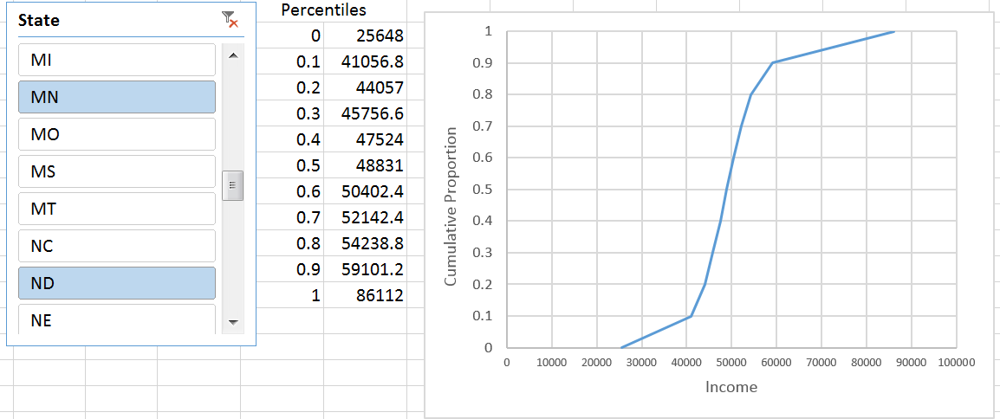 State
MI
MN
MO
MS
MT
NC
ND
NE
Percentiles
0 25648
0.1 41056.8
0.2 44057
0.3 45756.6
0.4 47524
0.5 48831
0.6 50402.4
0.7 52142.4
0.8 54238.8
0.9 59101.2
1 86112
Cumulative Proportion
1
0.9
0.8
0.7
0.6
0.5
0.4
0.3
0.2
0.1
0
0 10000 20000 30000 40000 50000 60000 70000 80000 90000 100000
Income